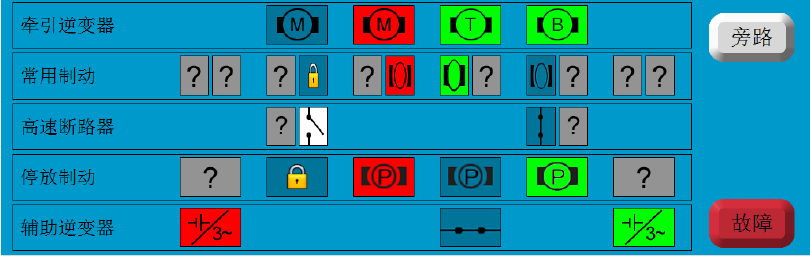 牵引逆变器 M M T B
旁路
常用制动 ? ? ? ? ? ? ? ?
高速断路器 ? ?
停放制动 ? P P P ?
辅助逆变器 3~ 3~
故障